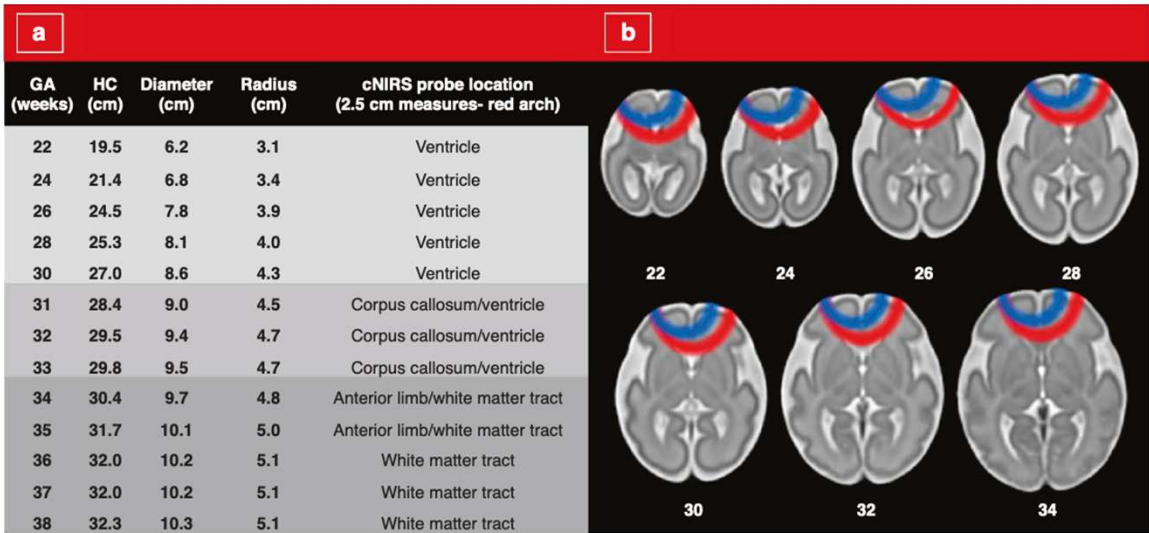 a
GA (weeks) HC (cm) Diameter (cm) Radius (cm) cNIRS probe location (2.5 cm measures- red arch)
22 19.5 6.2 3.1 Ventricle
24 21.4 6.8 3.4 Ventricle
26 24.5 7.8 3.9 Ventricle
28 25.3 8.1 4.0 Ventricle
30 27.0 8.6 4.3 Ventricle
31 28.4 9.0 4.5 Corpus callosum/ventricle
32 29.5 9.4 4.7 Corpus callosum/ventricle
33 29.8 9.5 4.7 Corpus callosum/ventricle
34 30.4 9.7 4.8 Anterior limb/white matter tract
35 31.7 10.1 5.0 Anterior limb/white matter tract
36 32.0 10.2 5.1 White matter tract
37 32.0 10.2 5.1 White matter tract
38 32.3 10.3 5.1 White matter tract
b
22 24 26 28
30 32 34